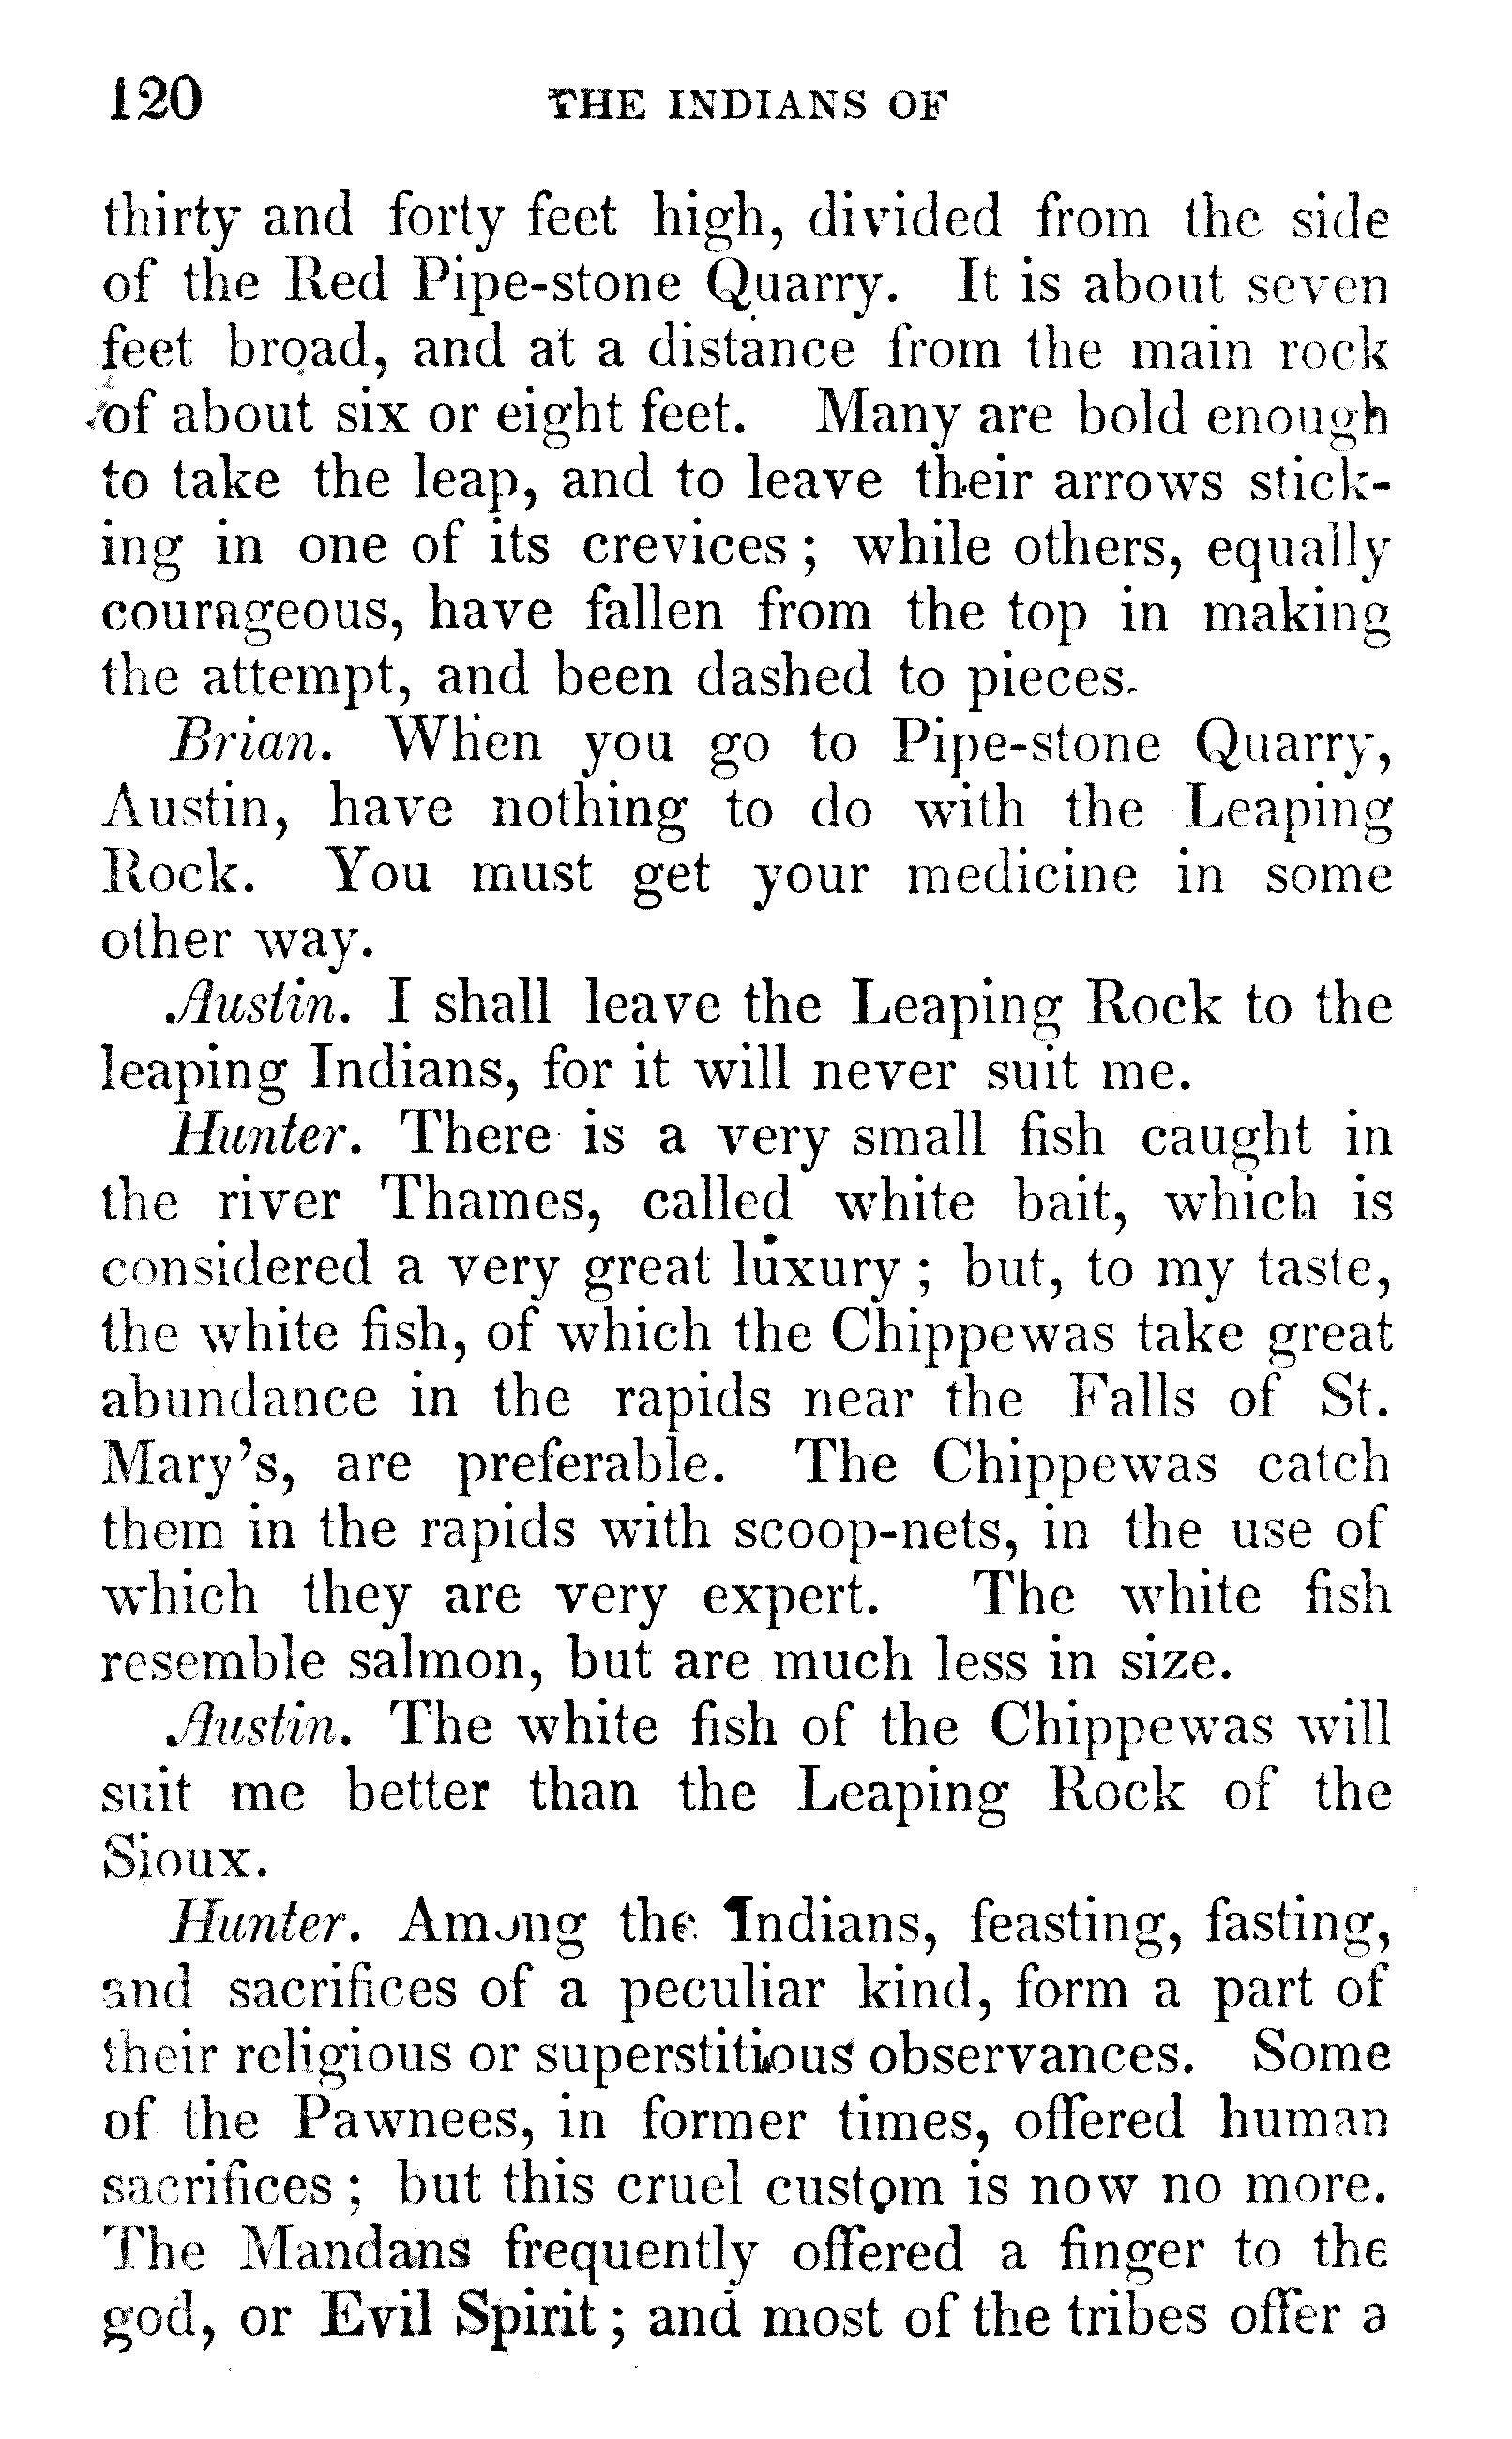 120 THE INDIANS OF
thirty and forty feet high, divided from the side
of the Red Pipe-stone Quarry. It is about seven
feet broad, and at a distance from the main rock
of about six or eight feet. Many are bold enough
to take the leap, and to leave their arrows stick-
ing in one of its crevices; while others, equally
courageous, have fallen from the top in making
the attempt, and been dashed to pieces.
Brian. When you go to Pipe-stone Quarry,
Austin, have nothing to do with the Leaping
Rock. You must get your medicine in some
other way.
Austin. I shall leave the Leaping Rock to the
leaping Indians, for it will never suit me.
Hunter. There is a very small fish caught in
the river Thames, called white bait, which is
considered a very great luxury; but, to my taste,
the white fish, of which the Chippewas take great
abundance in the rapids near the Falls of St.
Mary's, are preferable. The Chippewas catch
them in the rapids with scoop-nets, in the use of
which they are very expert. The white fish
resemble salmon, but are much less in size.
Austin. The white fish of the Chippewas will
suit me better than the Leaping Rock of the
Sioux.
Hunter. Among the Indians, feasting, fasting,
and sacrifices of a peculiar kind, form a part of
their religious or superstitious observances. Some
of the Pawnees, in former times, offered human
sacrifices; but this cruel custom is now no more.
The Mandans frequently offered a finger to the
god, or Evil Spirit; and most of the tribes offer a